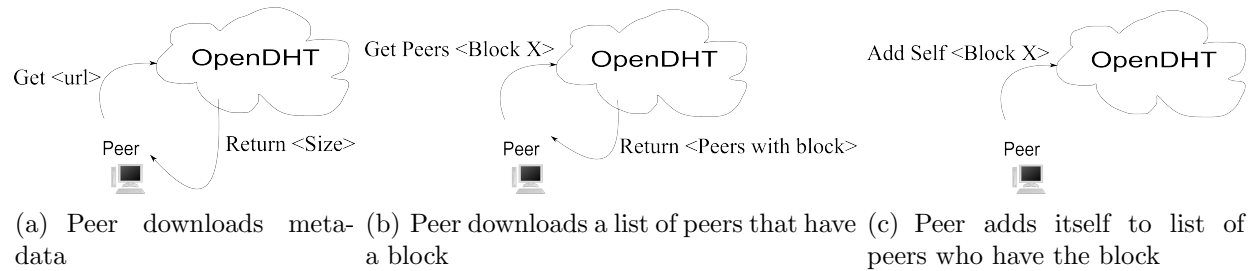 OpenDHT
Get <url>
Return <Size>
Peer
(a) Peer downloads meta-
data
OpenDHT
Get Peers <Block X>
Return <Peers with block>
Peer
(b) Peer downloads a list of peers that have
a block
OpenDHT
Add Self <Block X>
Peer
(c) Peer adds itself to list of
peers who have the block